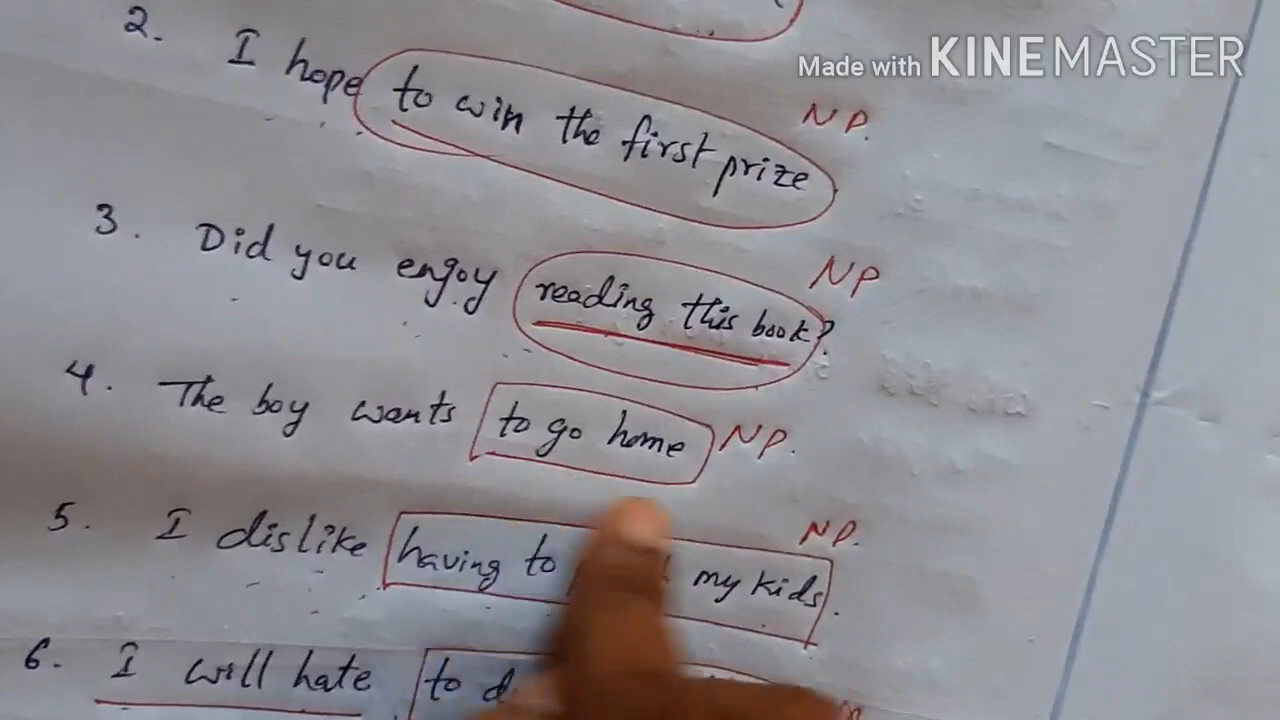 Made with KINEMASTER
2. I hope to win the first prize NP.
3. Did you enjoy reading this book? NP
4. The boy wants to go home NP.
5. I dislike having to my kids. NP.
6. I will hate to